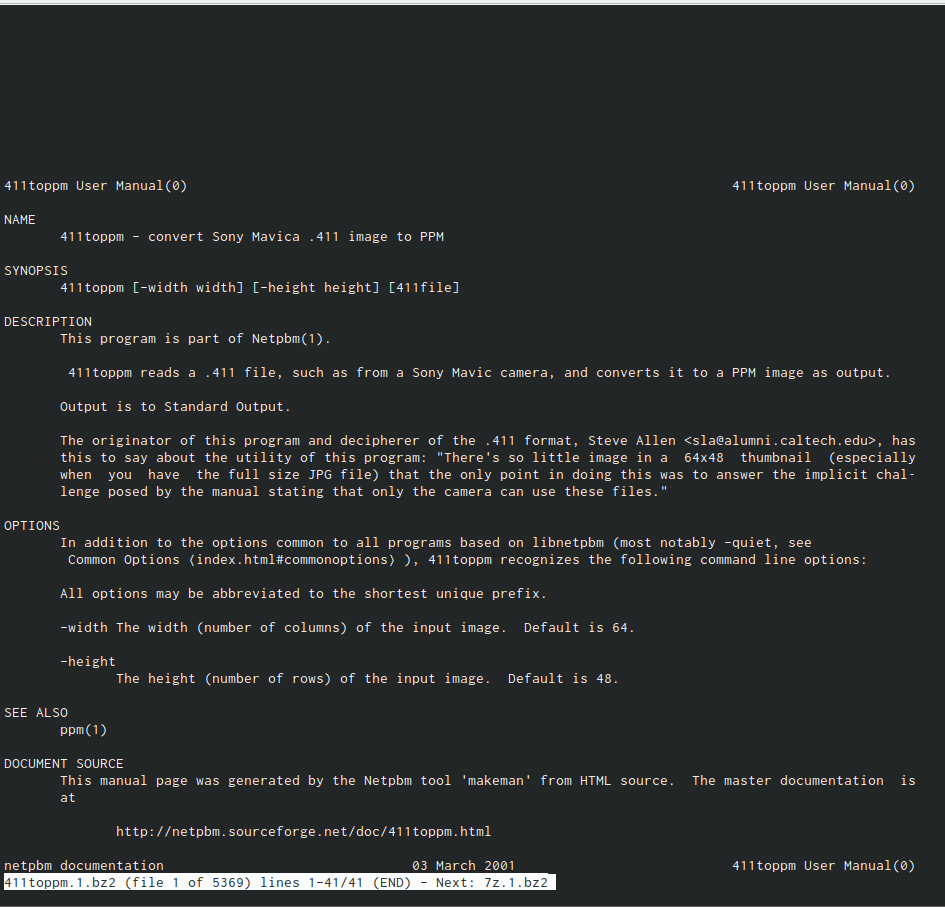 411toppm User Manual(0) 411toppm User Manual(0)
NAME
411toppm - convert Sony Mavica .411 image to PPM
SYNOPSIS
411toppm [-width width] [-height height] [411file]
DESCRIPTION
This program is part of Netpbm(1).
411toppm reads a .411 file, such as from a Sony Mavic camera, and converts it to a PPM image as output.
Output is to Standard Output.
The originator of this program and decipherer of the .411 format, Steve Allen <sla@alumni.caltech.edu>, has
this to say about the utility of this program: "There's so little image in a 64x48 thumbnail (especially
when you have the full size JPG file) that the only point in doing this was to answer the implicit chal-
lenge posed by the manual stating that only the camera can use these files."
OPTIONS
In addition to the options common to all programs based on libnetpbm (most notably -quiet, see
Common Options ⟨index.html#commonoptions⟩ ), 411toppm recognizes the following command line options:
All options may be abbreviated to the shortest unique prefix.
-width The width (number of columns) of the input image. Default is 64.
-height
The height (number of rows) of the input image. Default is 48.
SEE ALSO
ppm(1)
DOCUMENT SOURCE
This manual page was generated by the Netpbm tool 'makeman' from HTML source. The master documentation is
at
http://netpbm.sourceforge.net/doc/411toppm.html
netpbm documentation 03 March 2001 411toppm User Manual(0)
411toppm.1.bz2 (file 1 of 5369) lines 1-41/41 (END) - Next: 7z.1.bz2